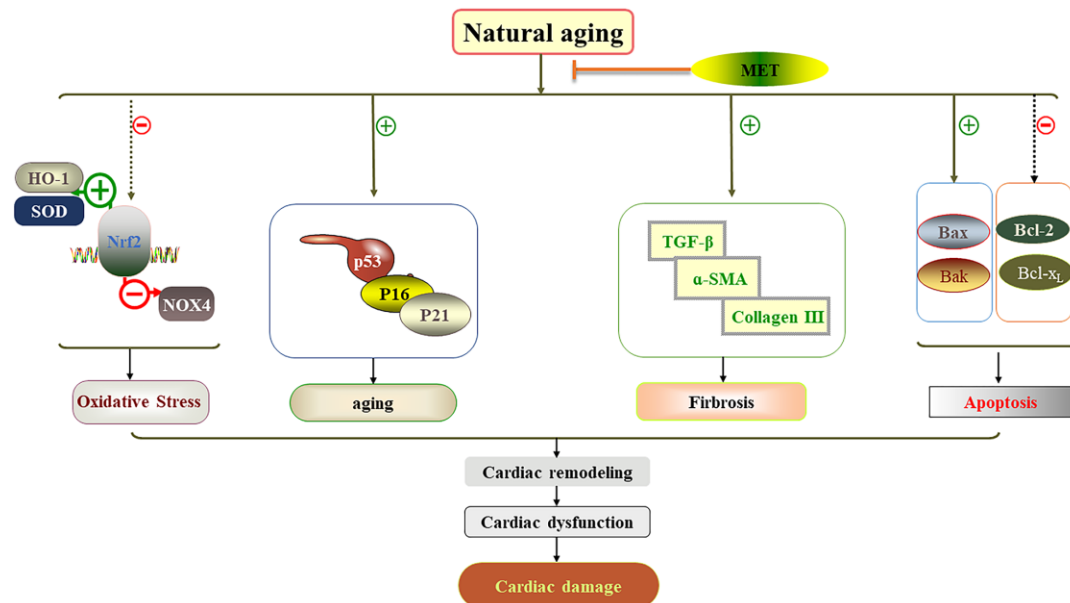 Natural aging
MET
HO-1
SOD
Nrf2
NOX4
p53
P16
P21
TGF-β
α-SMA
Collagen III
Bax
Bak
Bcl-2
Bcl-xL
Oxidative Stress
aging
Firbrosis
Apoptosis
Cardiac remodeling
Cardiac dysfunction
Cardiac damage